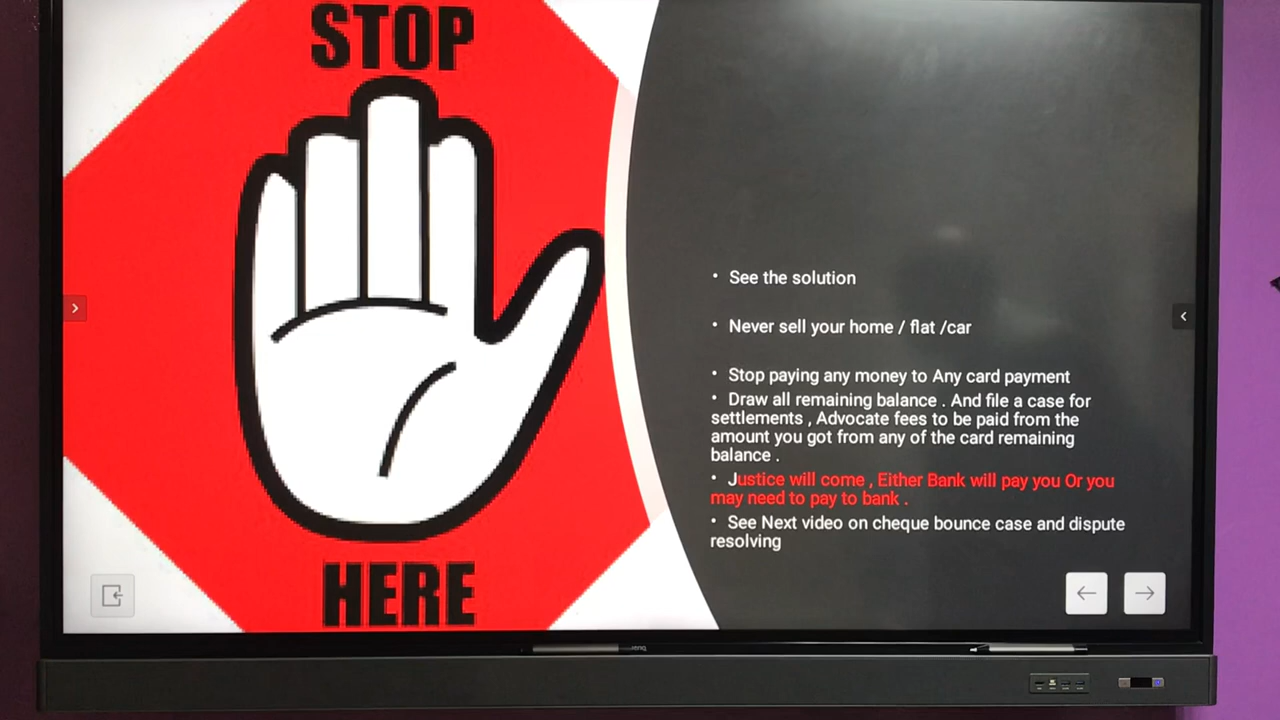 STOP
HERE
• See the solution
• Never sell your home / flat /car
• Stop paying any money to Any card payment
• Draw all remaining balance . And file a case for
settlements , Advocate fees to be paid from the
amount you got from any of the card remaining
balance .
• Justice will come , Either Bank will pay you Or you
may need to pay to bank .
• See Next video on cheque bounce case and dispute
resolving
BenQ